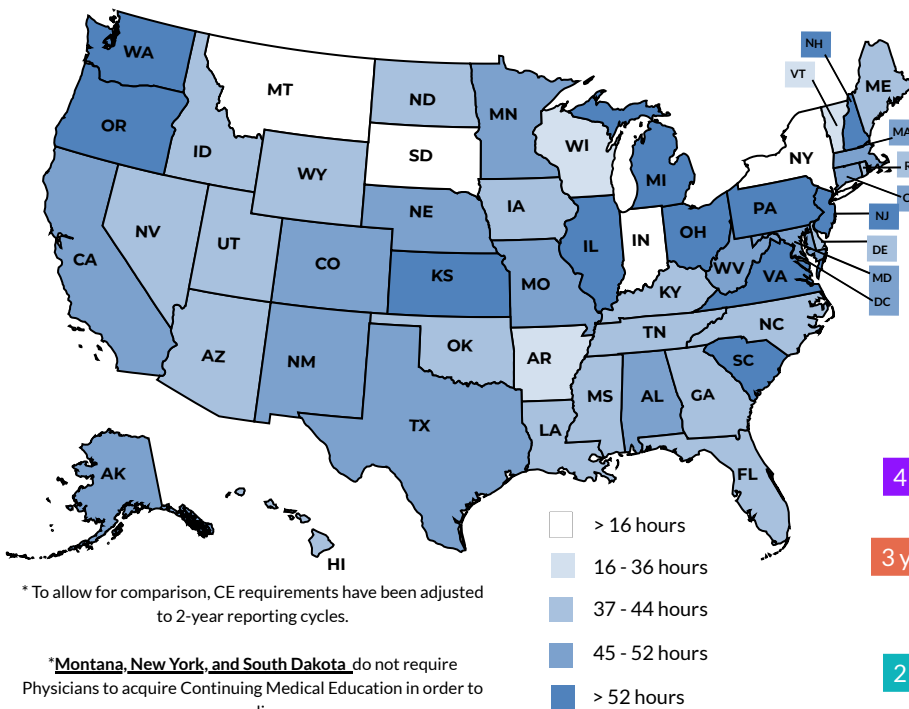 WA
OR
CA
ID
NV
MT
WY
UT
AZ
CO
NM
ND
SD
NE
KS
OK
TX
MN
IA
MO
AR
LA
WI
IL
MI
IN
OH
KY
TN
MS
AL
GA
FL
SC
NC
VA
WV
PA
NY
VT
NH
ME
MA
NJ
DE
MD
DC
AK
HI
> 16 hours
16 - 36 hours
37 - 44 hours
45 - 52 hours
> 52 hours
* To allow for comparison, CE requirements have been adjusted
to 2-year reporting cycles.
*Montana, New York, and South Dakota do not require
Physicians to acquire Continuing Medical Education in order to
4
3 y
2